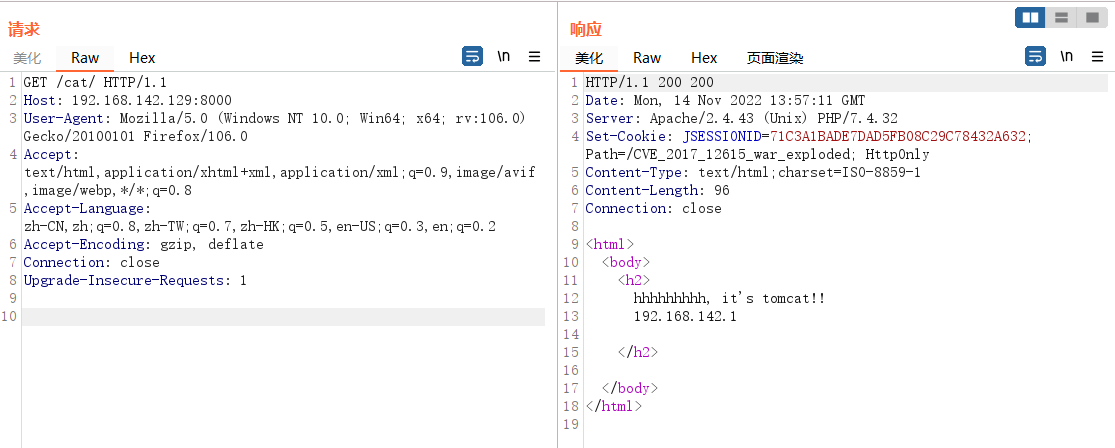 请求
美化 Raw Hex \n
1 GET /cat/ HTTP/1.1
2 Host: 192.168.142.129:8000
3 User-Agent: Mozilla/5.0 (Windows NT 10.0; Win64; x64; rv:106.0)
Gecko/20100101 Firefox/106.0
4 Accept:
text/html,application/xhtml+xml,application/xml;q=0.9,image/avif
,image/webp,*/*;q=0.8
5 Accept-Language:
zh-CN,zh;q=0.8,zh-TW;q=0.7,zh-HK;q=0.5,en-US;q=0.3,en;q=0.2
6 Accept-Encoding: gzip, deflate
7 Connection: close
8 Upgrade-Insecure-Requests: 1
9
10
响应
美化 Raw Hex 页面渲染 \n
1 HTTP/1.1 200 200
2 Date: Mon, 14 Nov 2022 13:57:11 GMT
3 Server: Apache/2.4.43 (Unix) PHP/7.4.32
4 Set-Cookie: JSESSIONID=71C3A1BADE7DAD5FB08C29C78432A632;
Path=/CVE_2017_12615_war_exploded; HttpOnly
5 Content-Type: text/html;charset=ISO-8859-1
6 Content-Length: 96
7 Connection: close
8
9 <html>
10 <body>
11 <h2>
12 hhhhhhhhh, it's tomcat!!
13 192.168.142.1
14
15 </h2>
16
17 </body>
18 </html>
19